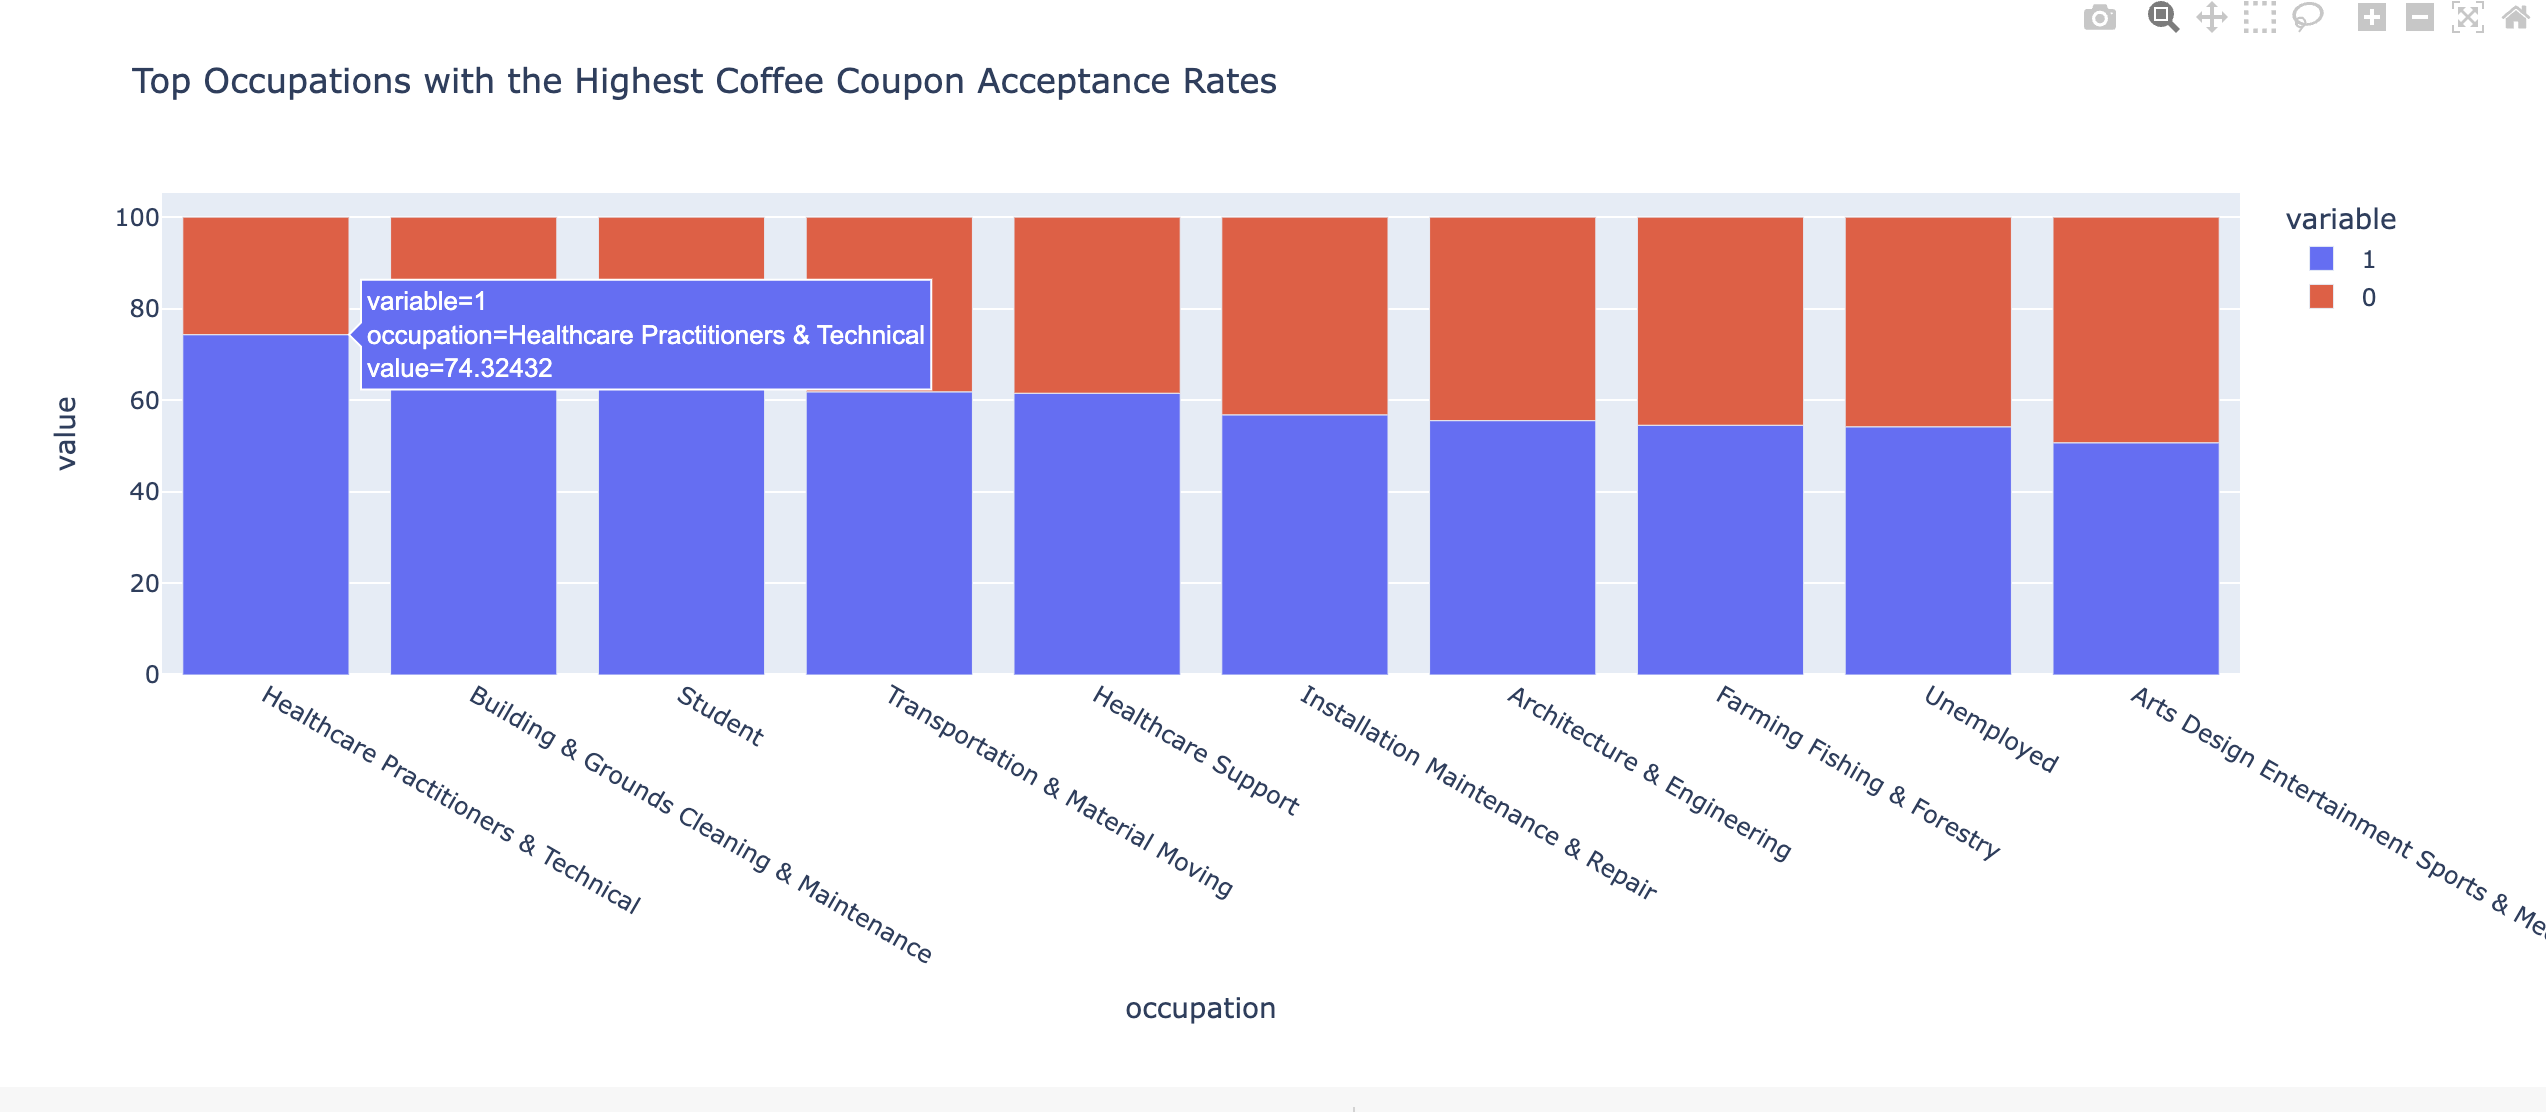 Top Occupations with the Highest Coffee Coupon Acceptance Rates
100
80
60
40
20
0
value
variable
1
0
variable=1
occupation=Healthcare Practitioners & Technical
value=74.32432
Healthcare Practitioners & Technical
Building & Grounds Cleaning & Maintenance
Student
Transportation & Material Moving
Healthcare Support
Installation Maintenance & Repair
Architecture & Engineering
Farming Fishing & Forestry
Unemployed
Arts Design Entertainment Sports &
occupation